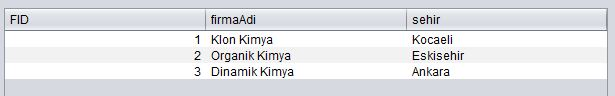 FID firmaAdi sehir
1 Klon Kimya Kocaeli
2 Organik Kimya Eskisehir
3 Dinamik Kimya Ankara